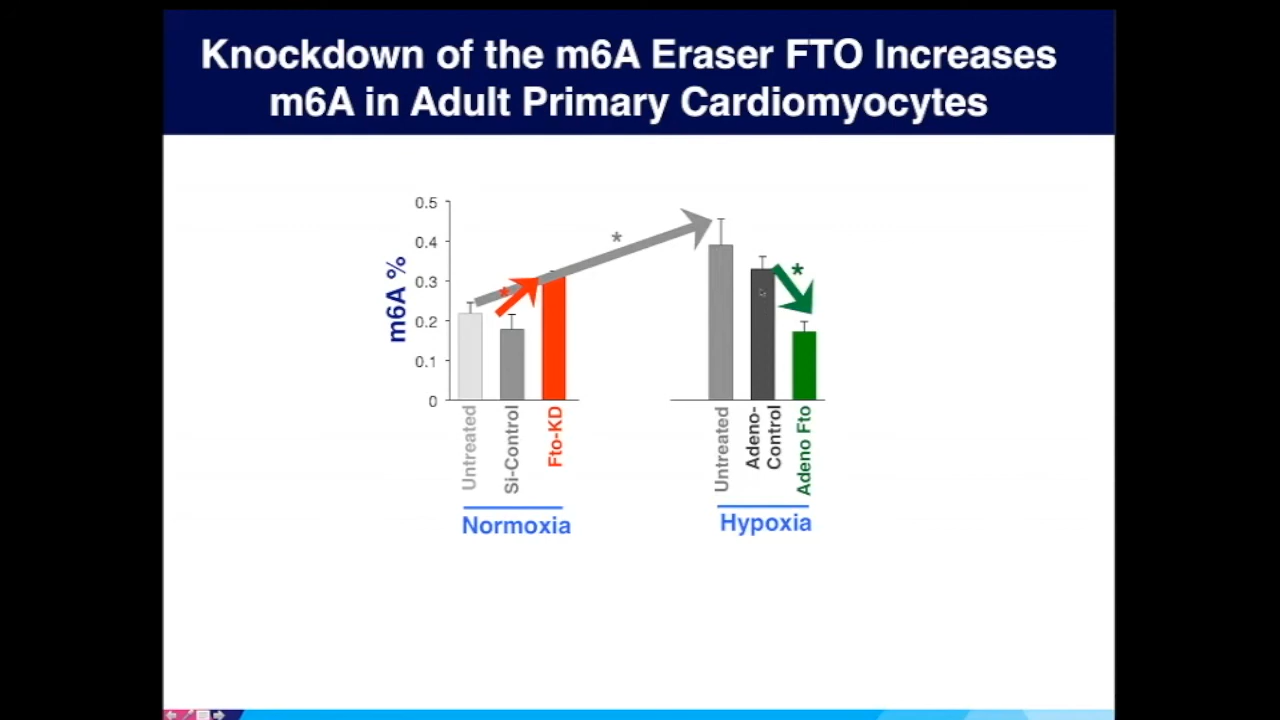 Knockdown of the m6A Eraser FTO Increases
m6A in Adult Primary Cardiomyocytes
m6A %
0.5
0.4
0.3
0.2
0.1
0
*
*
*
Untreated
Si-Control
Fto-KD
Untreated
Adeno-
Control
Adeno Fto
Normoxia
Hypoxia